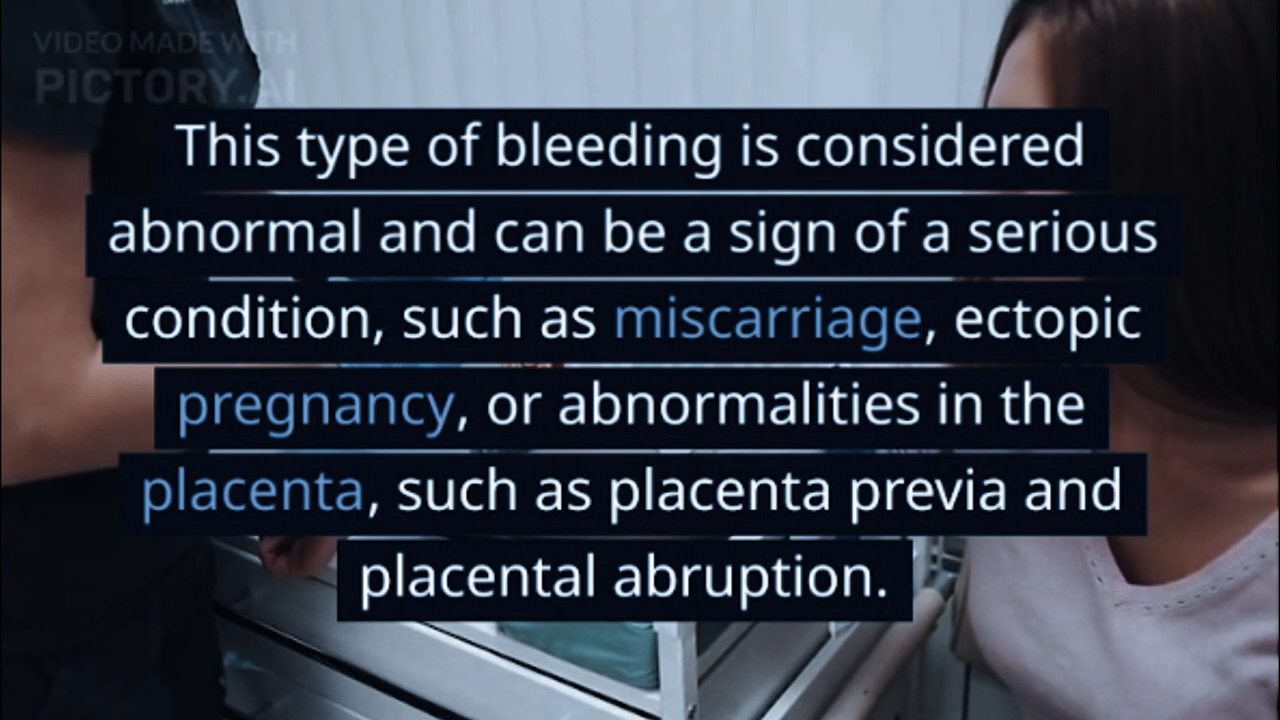 VIDEO MADE WITH
PICTORY.AI
This type of bleeding is considered
abnormal and can be a sign of a serious
condition, such as miscarriage, ectopic
pregnancy, or abnormalities in the
placenta, such as placenta previa and
placental abruption.